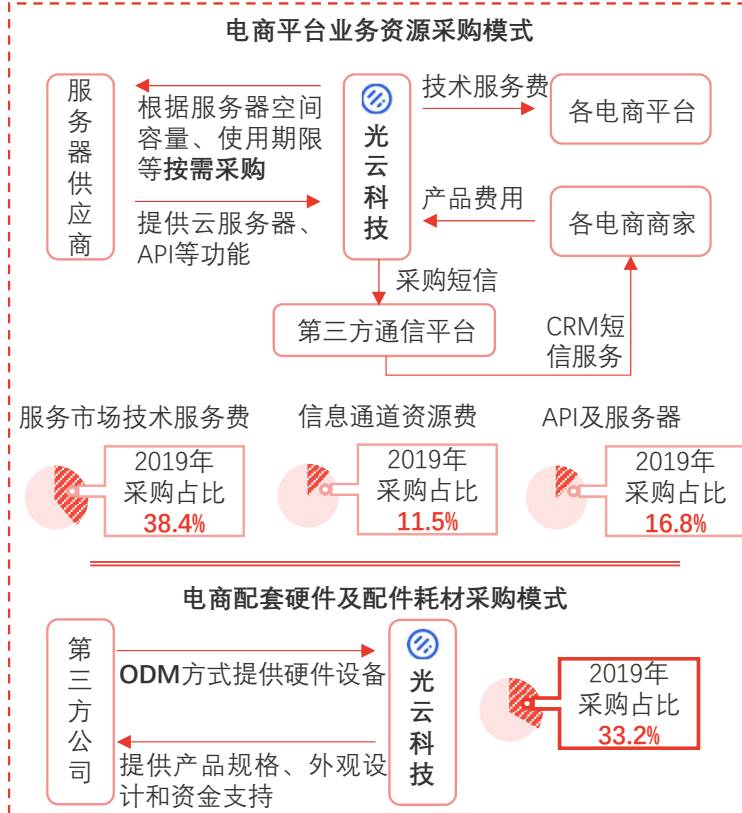 电商平台业务资源采购模式
服
务
器
供
应
商
根据服务器空间
容量、使用期限
等按需采购
提供云服务器、
API等功能
光
云
科
技
技术服务费
各电商平台
产品费用
各电商商家
采购短信
第三方通信平台
CRM短
信服务
服务市场技术服务费
2019年
采购占比
38.4%
信息通道资源费
2019年
采购占比
11.5%
API及服务器
2019年
采购占比
16.8%
电商配套硬件及配件耗材采购模式
第
三
方
公
司
ODM方式提供硬件设备
提供产品规格、外观设
计和资金支持
光
云
科
技
2019年
采购占比
33.2%